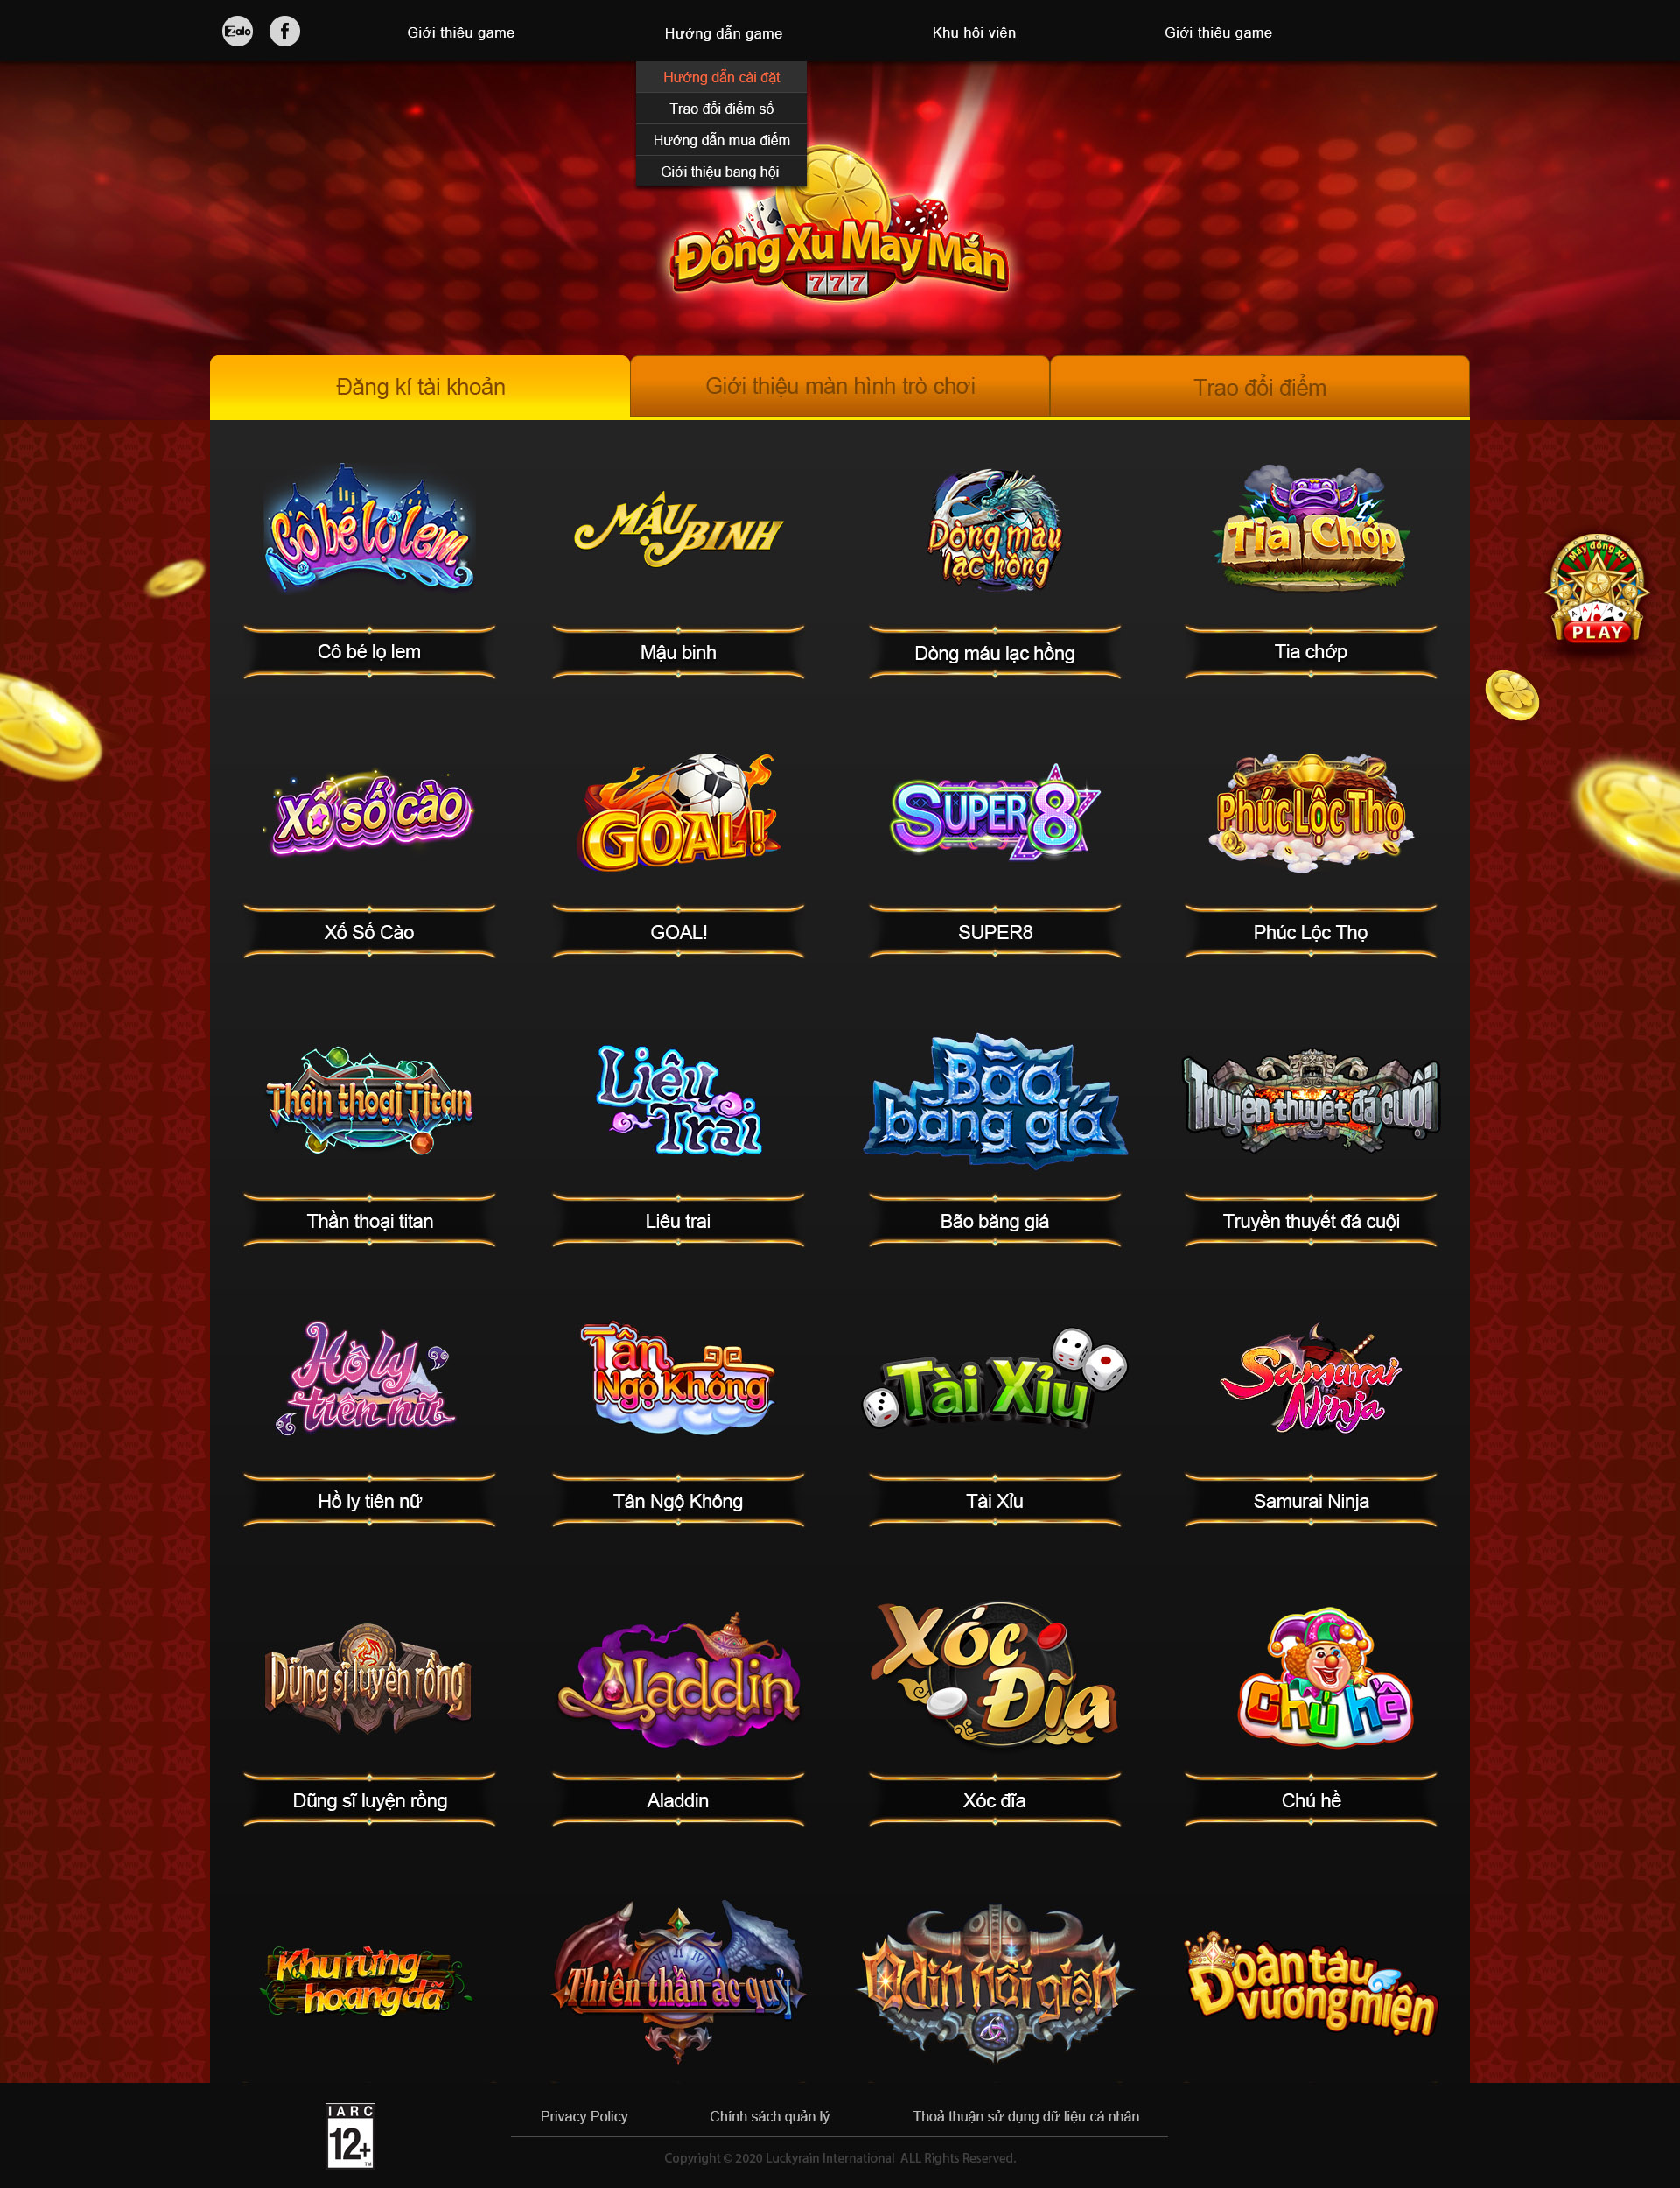 Zalo f Giới thiệu game Hướng dẫn game Khu hội viên Giới thiệu game
Hướng dẫn cài đặt
Trao đổi điểm số
Hướng dẫn mua điểm
Giới thiệu bang hội
Đồng Xu May Mắn
777
Đăng kí tài khoản Giới thiệu màn hình trò chơi Trao đổi điểm
Cô bé lọ lem
MẬU BINH
Dòng máu
lạc hồng
Tia Chớp
Máy đồng xu
A A A A
PLAY
Cô bé lọ lem Mậu binh Dòng máu lạc hồng Tia chớp
Xổ số cào
GOAL!
SUPER8
Phúc Lộc Thọ
Xổ Số Cào GOAL! SUPER8 Phúc Lộc Thọ
Thần thoại Titan
Liêu
Trai
Bão
băng giá
Truyền thuyết đá cuội
Thần thoại titan Liêu trai Bão băng giá Truyền thuyết đá cuội
Hồ ly
tiên nữ
Tân
Ngộ Không
Tài Xỉu
Samurai
Ninja
Hồ ly tiên nữ Tân Ngộ Không Tài Xỉu Samurai Ninja
Dũng sĩ luyện rồng
Aladdin
Xóc
Đĩa
Chú hề
Dũng sĩ luyện rồng Aladdin Xóc đĩa Chú hề
Khu rừng
hoang dã
Thiên thần ác quỷ
Odin nổi giận
Đoàn tàu
vương miện
IARC
12+
TM
Privacy Policy Chính sách quản lý Thoả thuận sử dụng dữ liệu cá nhân
Copyright © 2020 Luckyrain International ALL Rights Reserved.